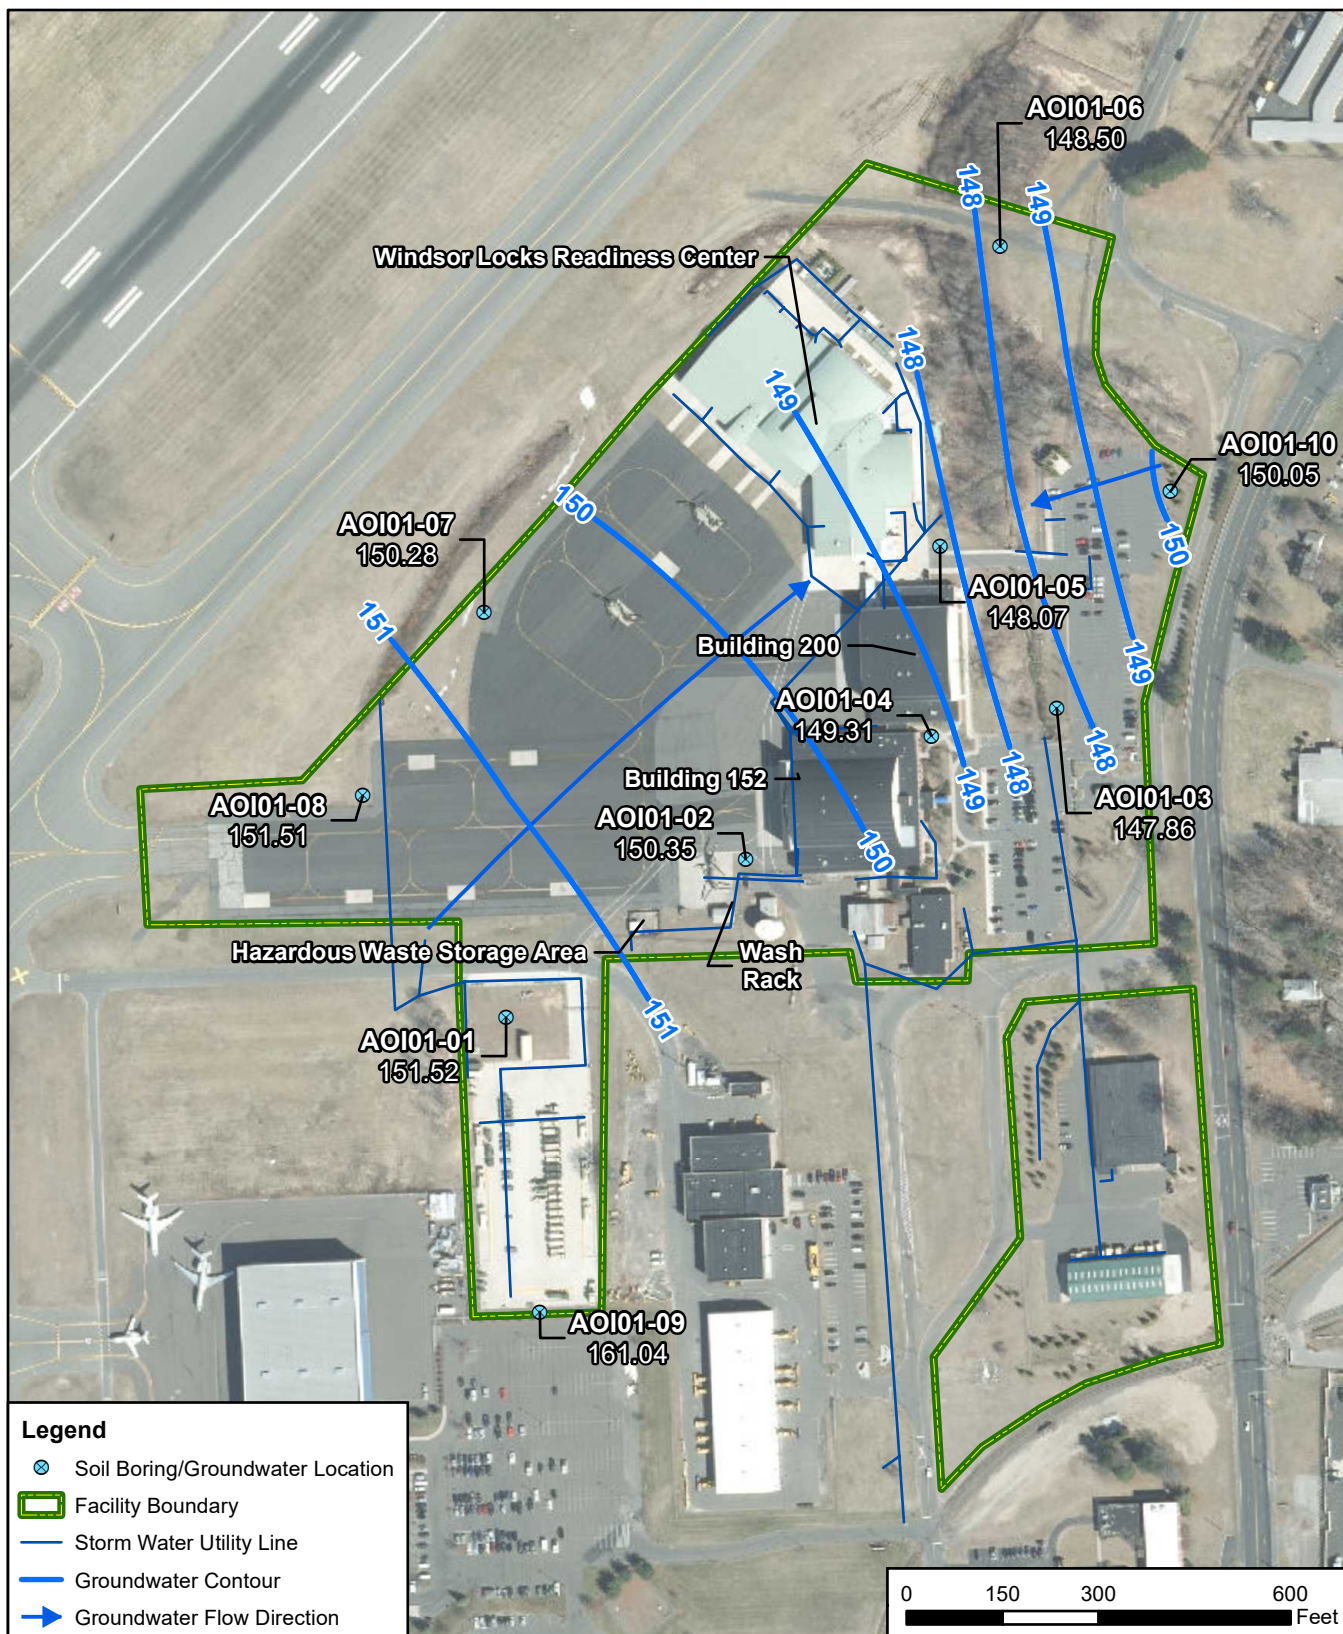 AOI01-06
148.50
148
149
Windsor Locks Readiness Center
148
149
AOI01-10
150.05
150
AOI01-07
150.28
150
AOI01-05
148.07
151
Building 200
149
AOI01-04
149.31
148
148
Building 152
149
AOI01-08
151.51
AOI01-02
150.35
AOI01-03
147.86
150
Hazardous Waste Storage Area
Wash
Rack
151
AOI01-01
151.52
AOI01-09
161.04
Legend
Soil Boring/Groundwater Location
Facility Boundary
Storm Water Utility Line
Groundwater Contour
Groundwater Flow Direction
0 150 300 600
Feet